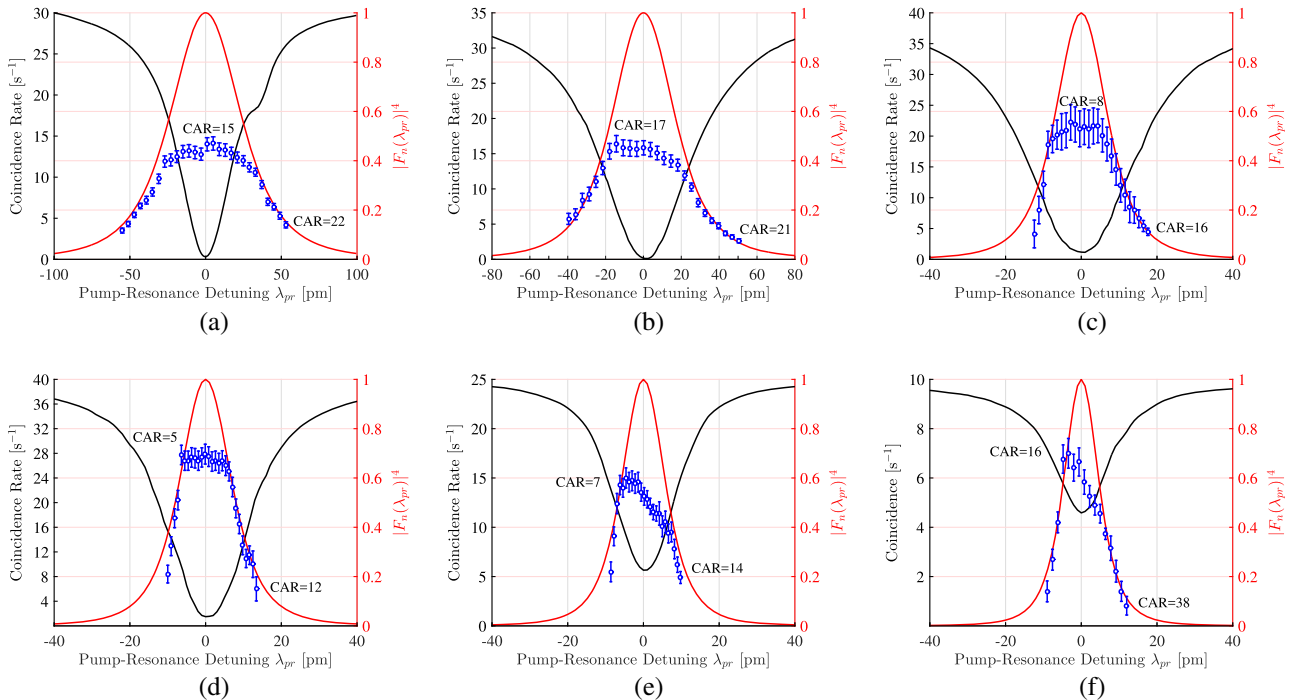 Coincidence Rate [s⁻¹]
30
25
20
15
10
5
0
CAR=15
CAR=22
1
0.8
0.6
0.4
0.2
0
|Fₙ(λₚᵣ)|⁴
-100 -50 0 50 100
Pump-Resonance Detuning λₚᵣ [pm]
(a)
Coincidence Rate [s⁻¹]
35
30
25
20
15
10
5
0
CAR=17
CAR=21
1
0.8
0.6
0.4
0.2
0
|Fₙ(λₚᵣ)|⁴
-80 -60 -40 -20 0 20 40 60 80
Pump-Resonance Detuning λₚᵣ [pm]
(b)
Coincidence Rate [s⁻¹]
40
35
30
25
20
15
10
5
0
CAR=8
CAR=16
1
0.8
0.6
0.4
0.2
0
|Fₙ(λₚᵣ)|⁴
-40 -20 0 20 40
Pump-Resonance Detuning λₚᵣ [pm]
(c)
Coincidence Rate [s⁻¹]
40
36
32
28
24
20
16
12
8
4
CAR=5
CAR=12
1
0.8
0.6
0.4
0.2
0
|Fₙ(λₚᵣ)|⁴
-40 -20 0 20 40
Pump-Resonance Detuning λₚᵣ [pm]
(d)
Coincidence Rate [s⁻¹]
25
20
15
10
5
0
CAR=7
CAR=14
1
0.8
0.6
0.4
0.2
0
|Fₙ(λₚᵣ)|⁴
-40 -20 0 20 40
Pump-Resonance Detuning λₚᵣ [pm]
(e)
Coincidence [s⁻¹]
10
8
6
4
2
CAR=16
CAR=38
1
0.8
0.6
0.4
0.2
0
|Fₙ(λₚᵣ)|⁴
-40 -20 0 20 40
Pump-Resonance Detuning λₚᵣ [pm]
(f)